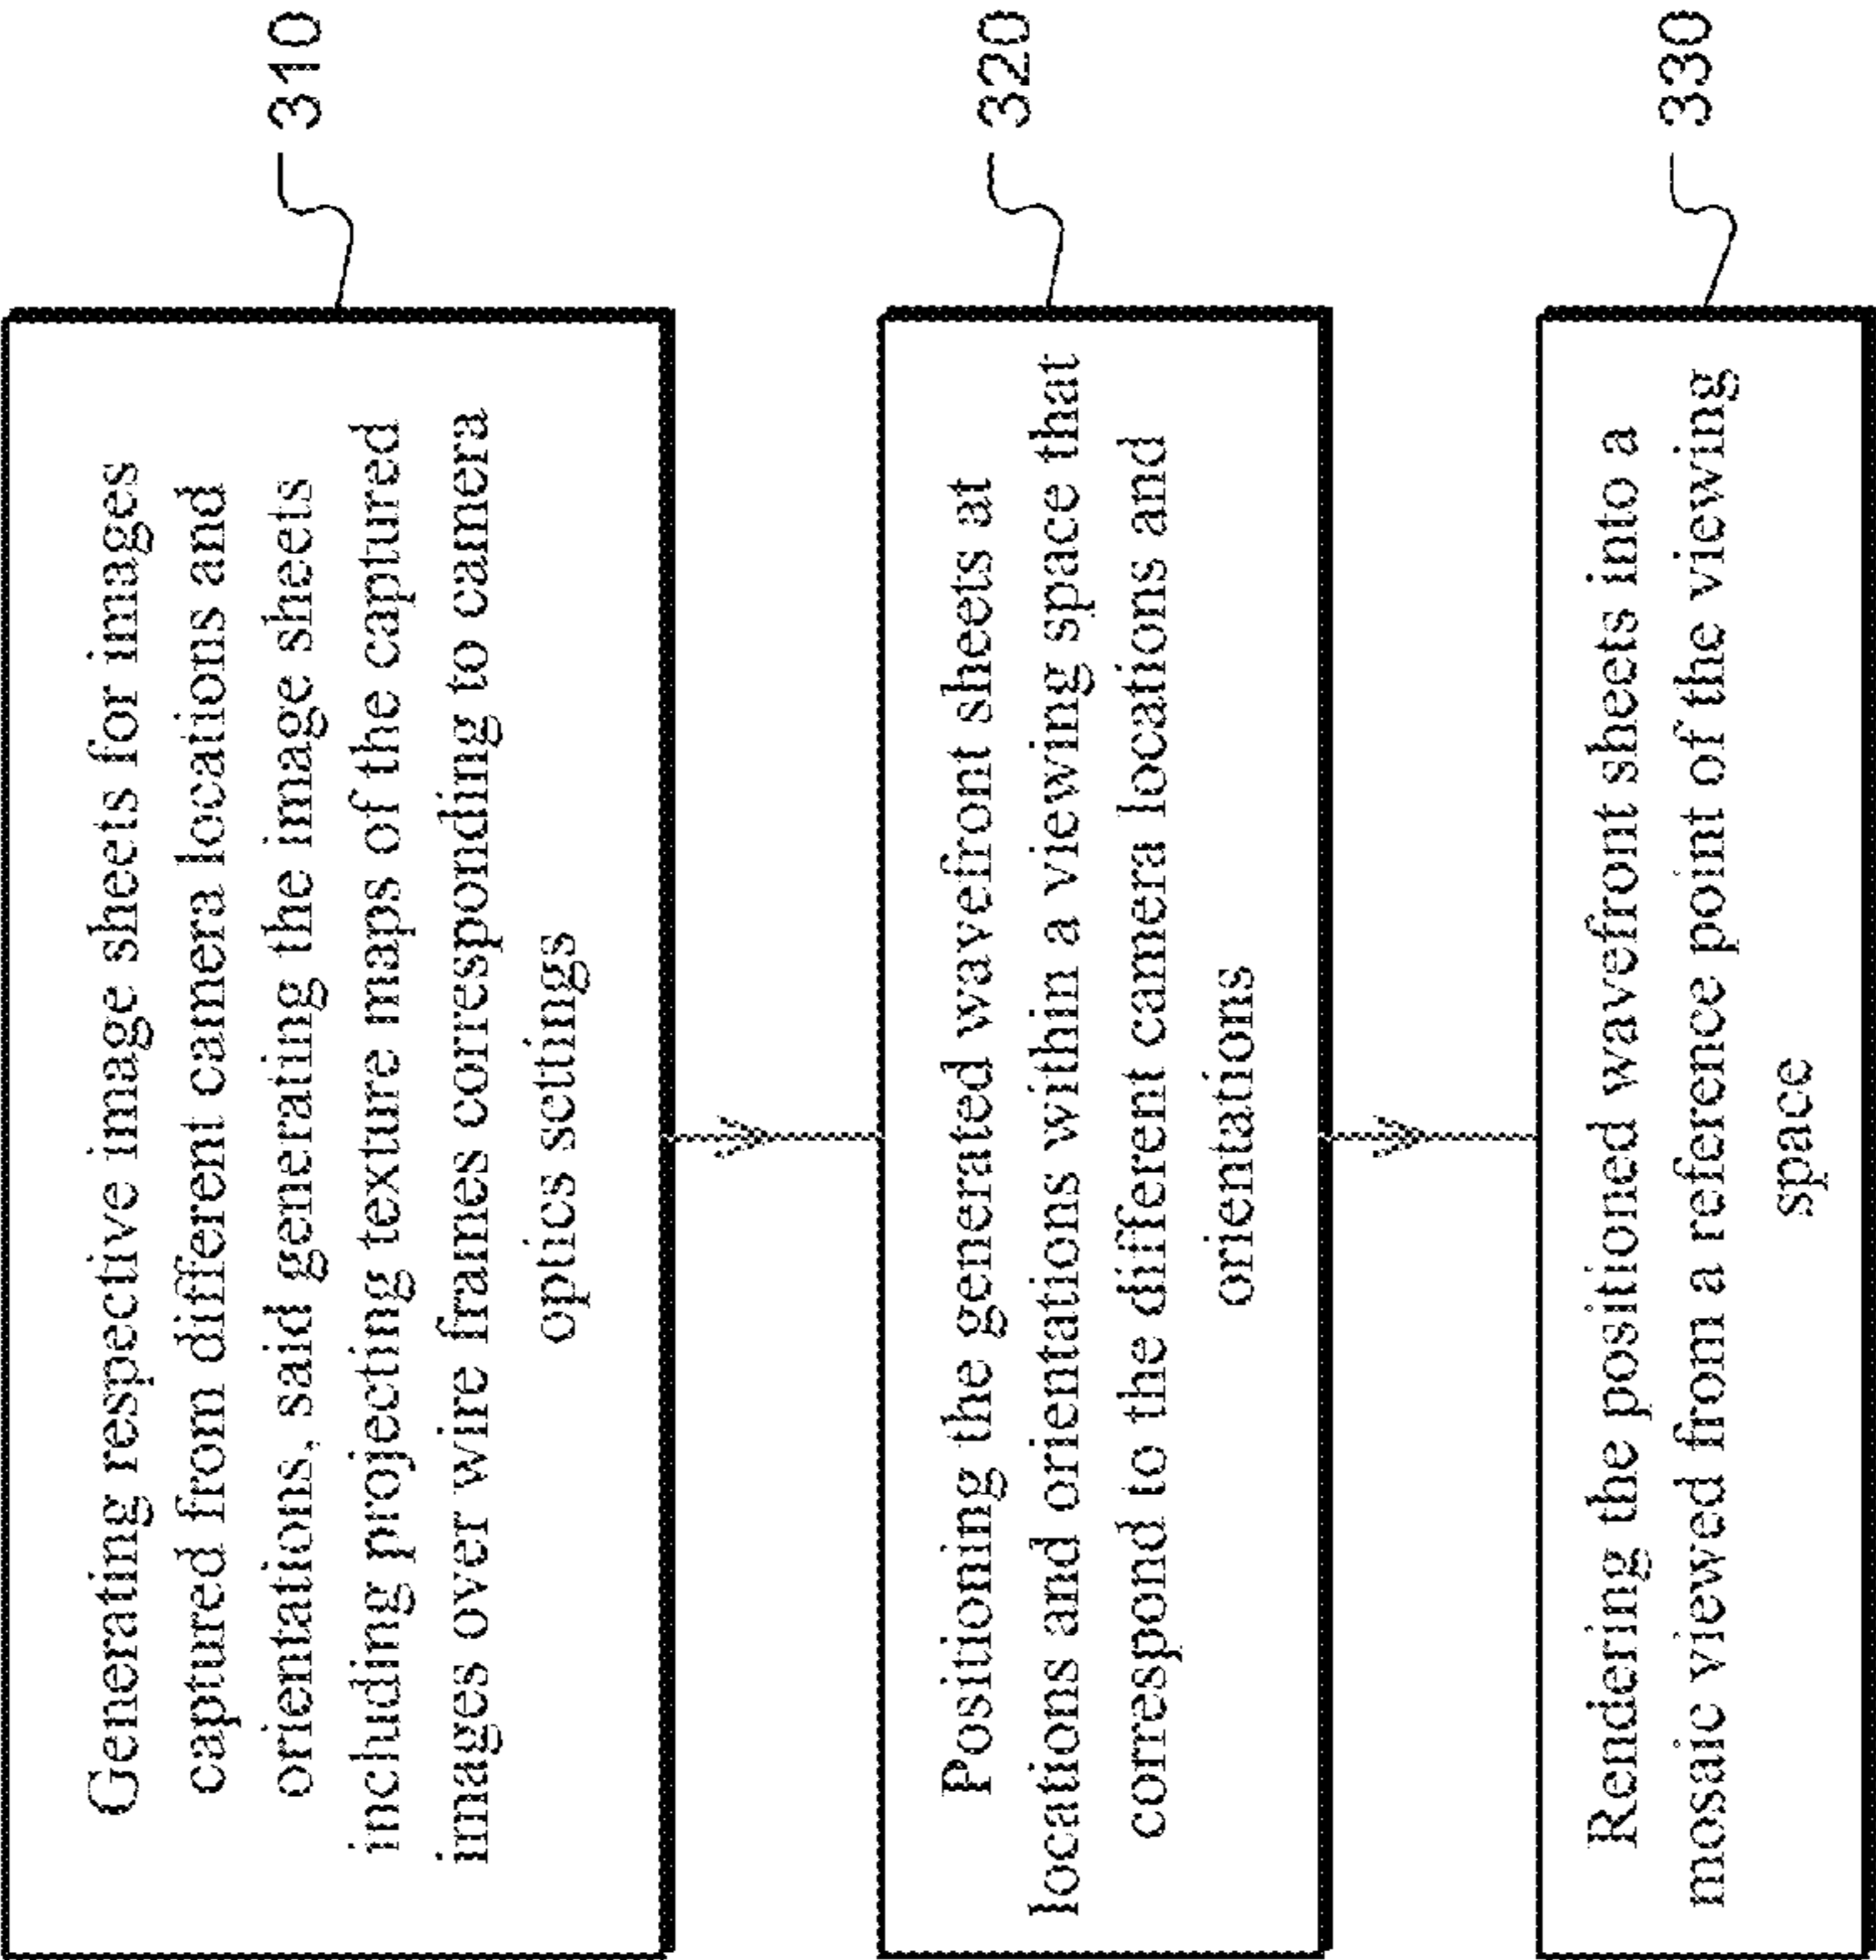 Generating respective image sheets for images
captured from different camera locations and
orientations, said generating the image sheets
including projecting texture maps of the captured
images over wire frames corresponding to camera
optics settings
310
Positioning the generated wavefront sheets at
locations and orientations within a viewing space that
correspond to the different camera locations and
orientations
320
Rendering the positioned wavefront sheets into a
mosaic viewed from a reference point of the viewing
space
330